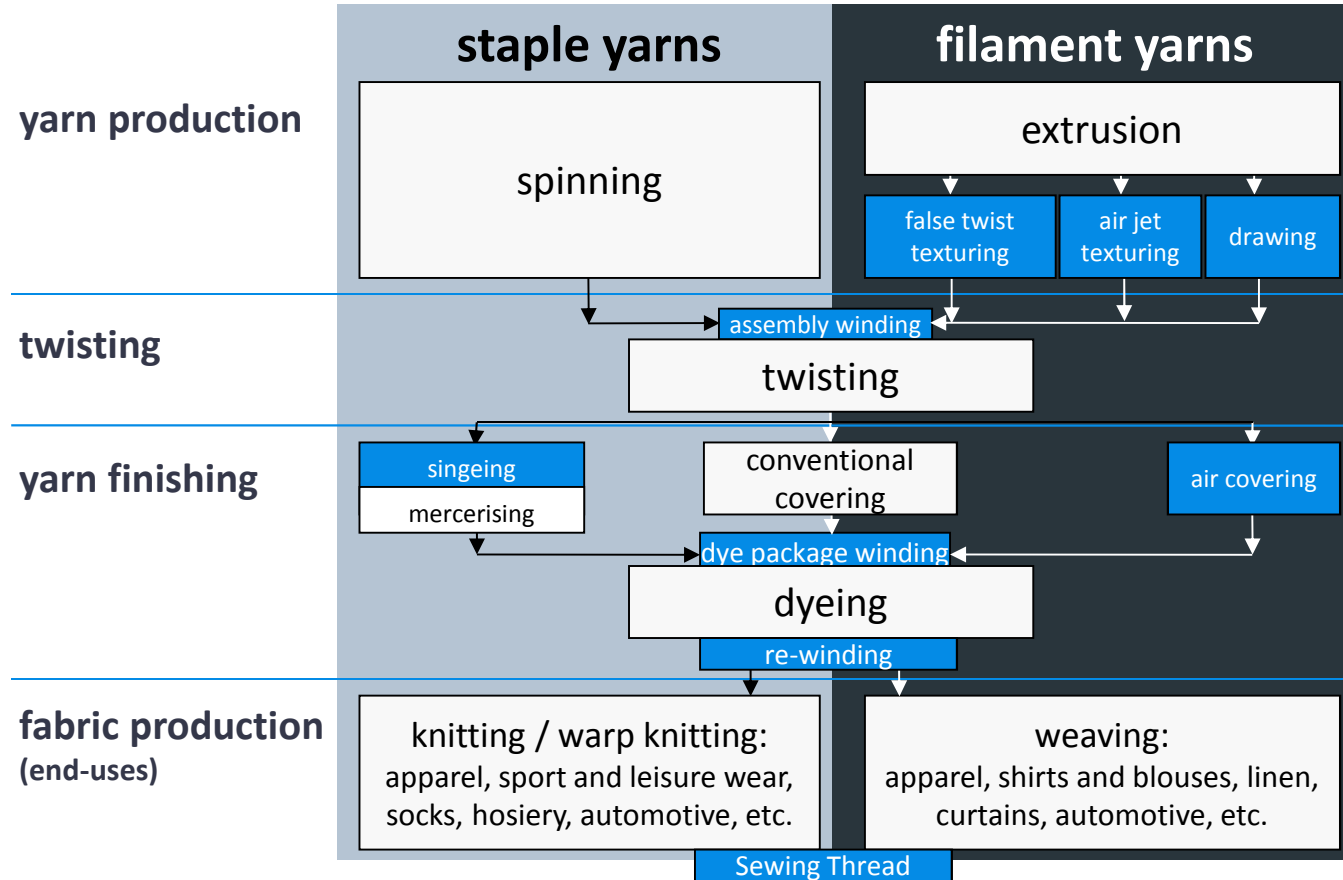 staple yarns
filament yarns
yarn production
spinning
extrusion
false twist
texturing
air jet
texturing
drawing
twisting
assembly winding
twisting
yarn finishing
singeing
mercerising
conventional
covering
air covering
dye package winding
dyeing
re-winding
fabric production
(end-uses)
knitting / warp knitting:
apparel, sport and leisure wear,
socks, hosiery, automotive, etc.
weaving:
apparel, shirts and blouses, linen,
curtains, automotive, etc.
Sewing Thread